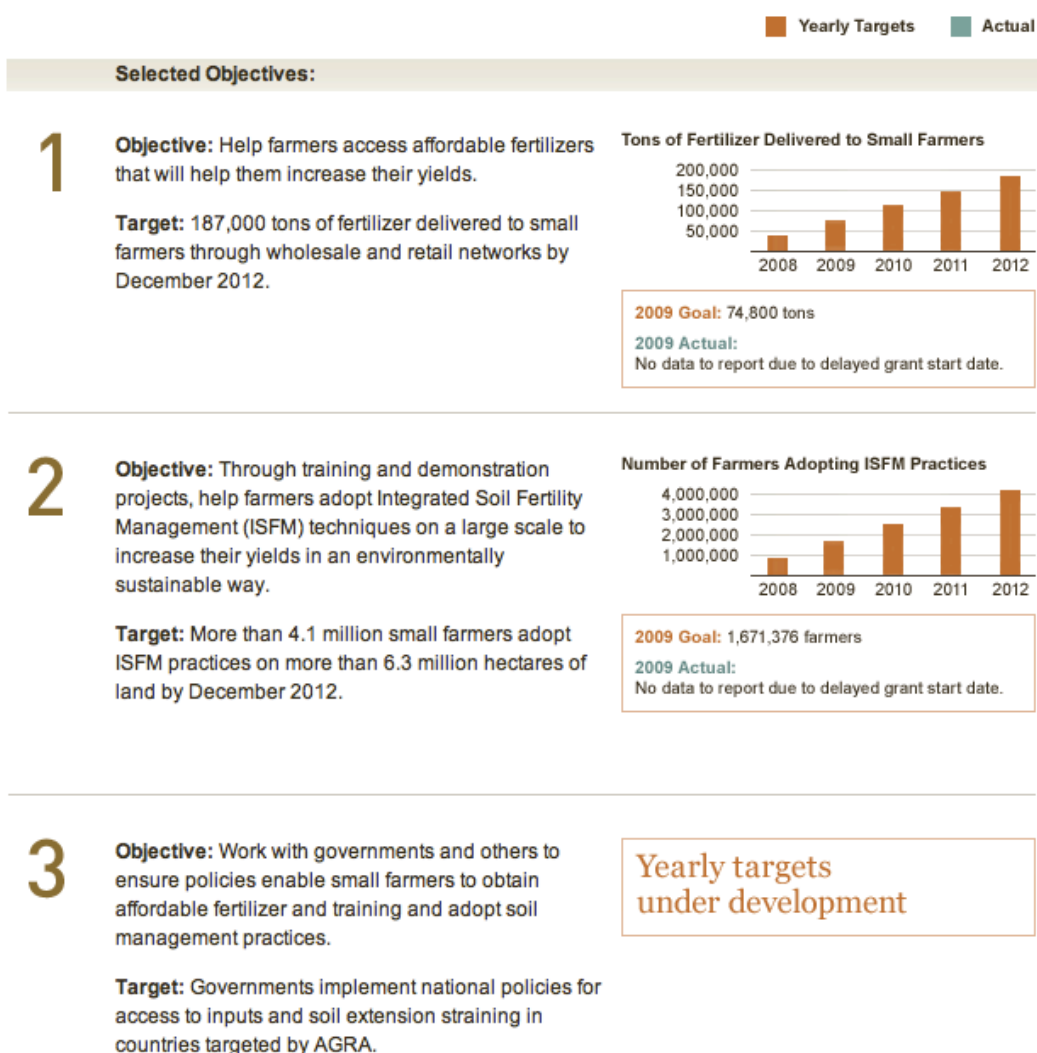 Yearly Targets Actual
Selected Objectives:
1
Objective: Help farmers access affordable fertilizers
that will help them increase their yields.
Target: 187,000 tons of fertilizer delivered to small
farmers through wholesale and retail networks by
December 2012.
Tons of Fertilizer Delivered to Small Farmers
200,000
150,000
100,000
50,000
2008 2009 2010 2011 2012
2009 Goal: 74,800 tons
2009 Actual:
No data to report due to delayed grant start date.
2
Objective: Through training and demonstration
projects, help farmers adopt Integrated Soil Fertility
Management (ISFM) techniques on a large scale to
increase their yields in an environmentally
sustainable way.
Target: More than 4.1 million small farmers adopt
ISFM practices on more than 6.3 million hectares of
land by December 2012.
Number of Farmers Adopting ISFM Practices
4,000,000
3,000,000
2,000,000
1,000,000
2008 2009 2010 2011 2012
2009 Goal: 1,671,376 farmers
2009 Actual:
No data to report due to delayed grant start date.
3
Objective: Work with governments and others to
ensure policies enable small farmers to obtain
affordable fertilizer and training and adopt soil
management practices.
Target: Governments implement national policies for
access to inputs and soil extension straining in
countries targeted by AGRA.
Yearly targets
under development